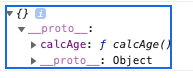 ▼ {} i
▼ __proto__:
▶ calcAge: ƒ calcAge()
▶ __proto__: Object